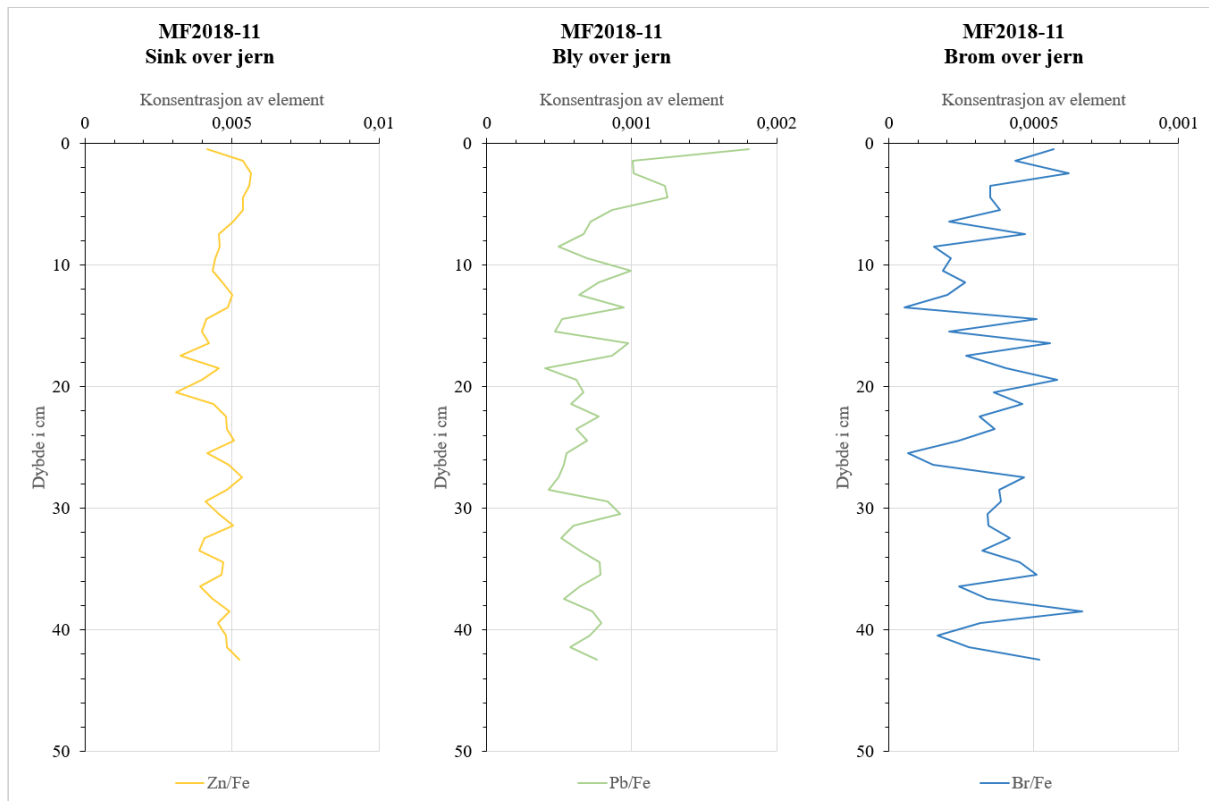 MF2018-11
Sink over jern
Konsentrasjon av element
0 0,005 0,01
0
10
20
30
40
50
Dybde i cm
Zn/Fe
MF2018-11
Bly over jern
Konsentrasjon av element
0 0,001 0,002
0
10
20
30
40
50
Dybde i cm
Pb/Fe
MF2018-11
Brom over jern
Konsentrasjon av element
0 0,0005 0,001
0
10
20
30
40
50
Dybde i cm
Br/Fe